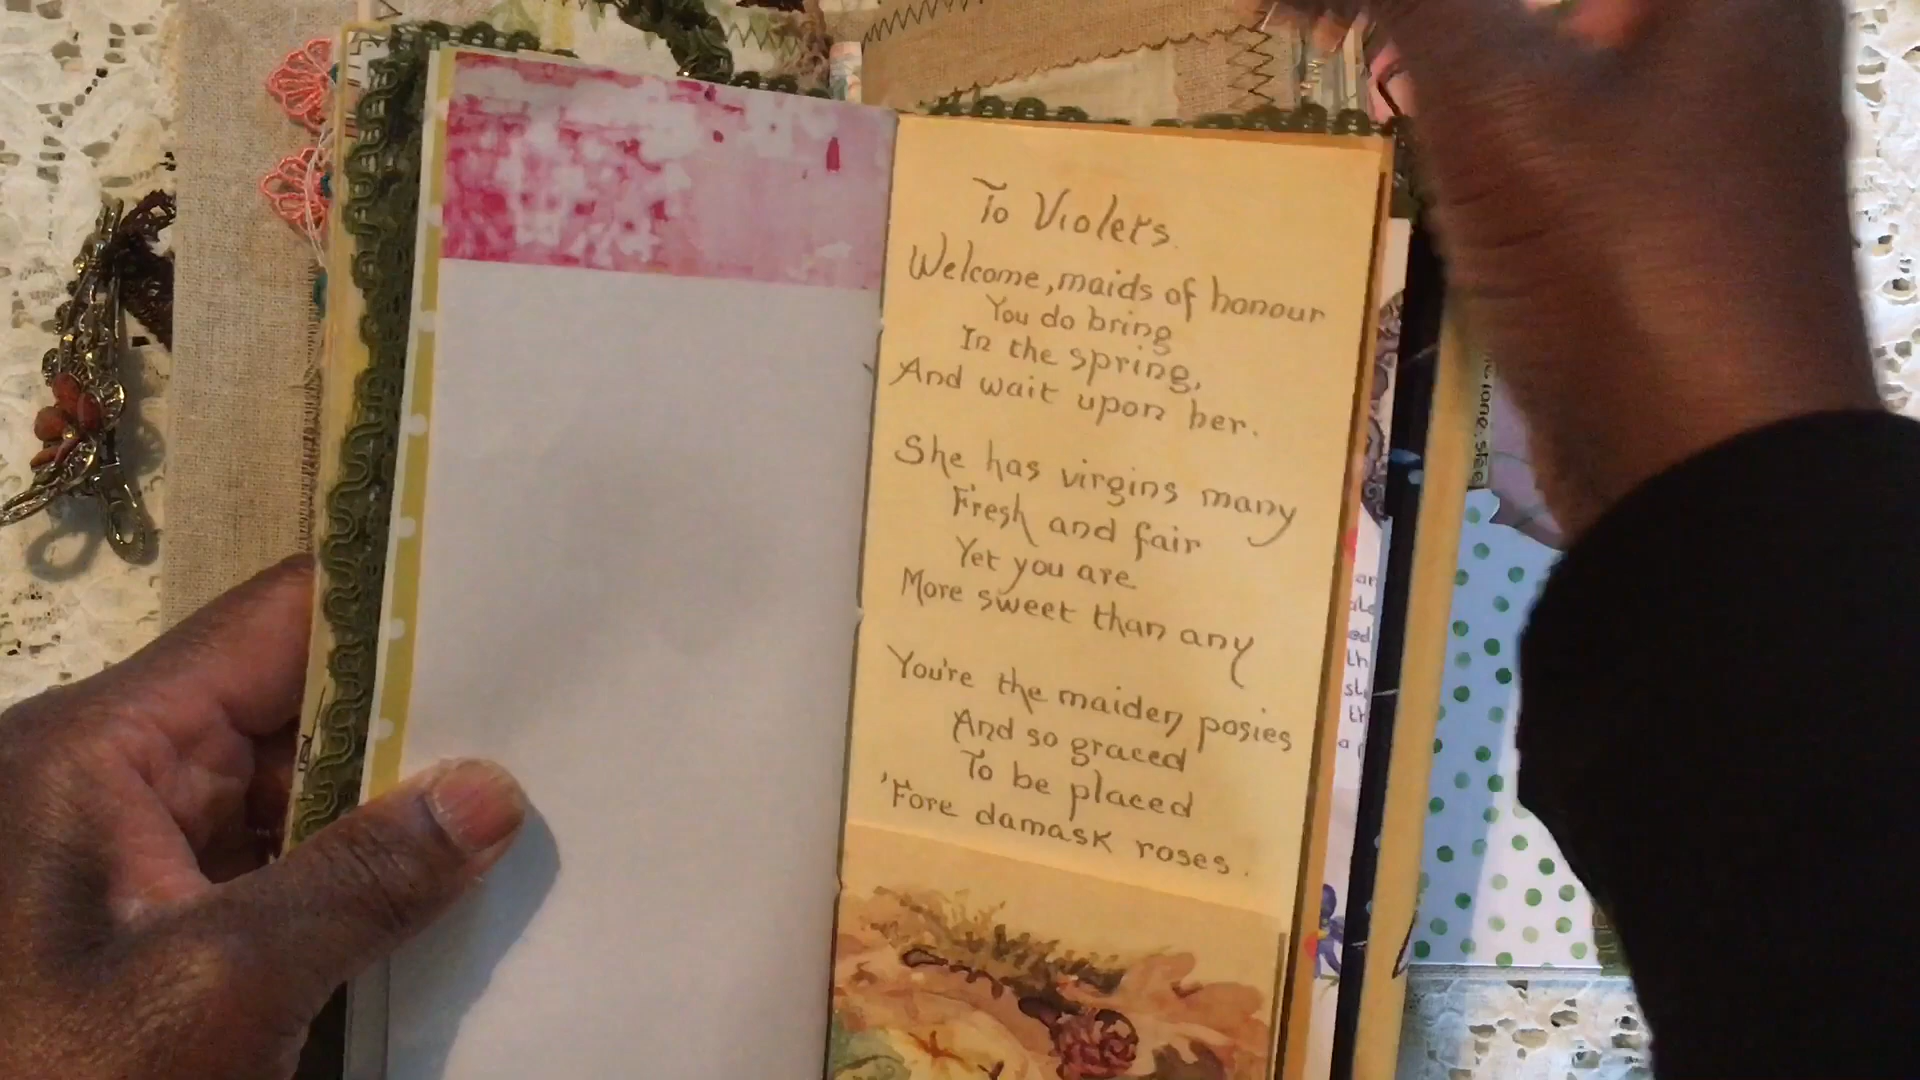 To Violets.
Welcome, maids of honour
You do bring
In the spring,
And wait upon her.
She has virgins many
Fresh and fair
Yet you are
More sweet than any
You're the maiden posies
And so graced
To be placed
'Fore damask roses.